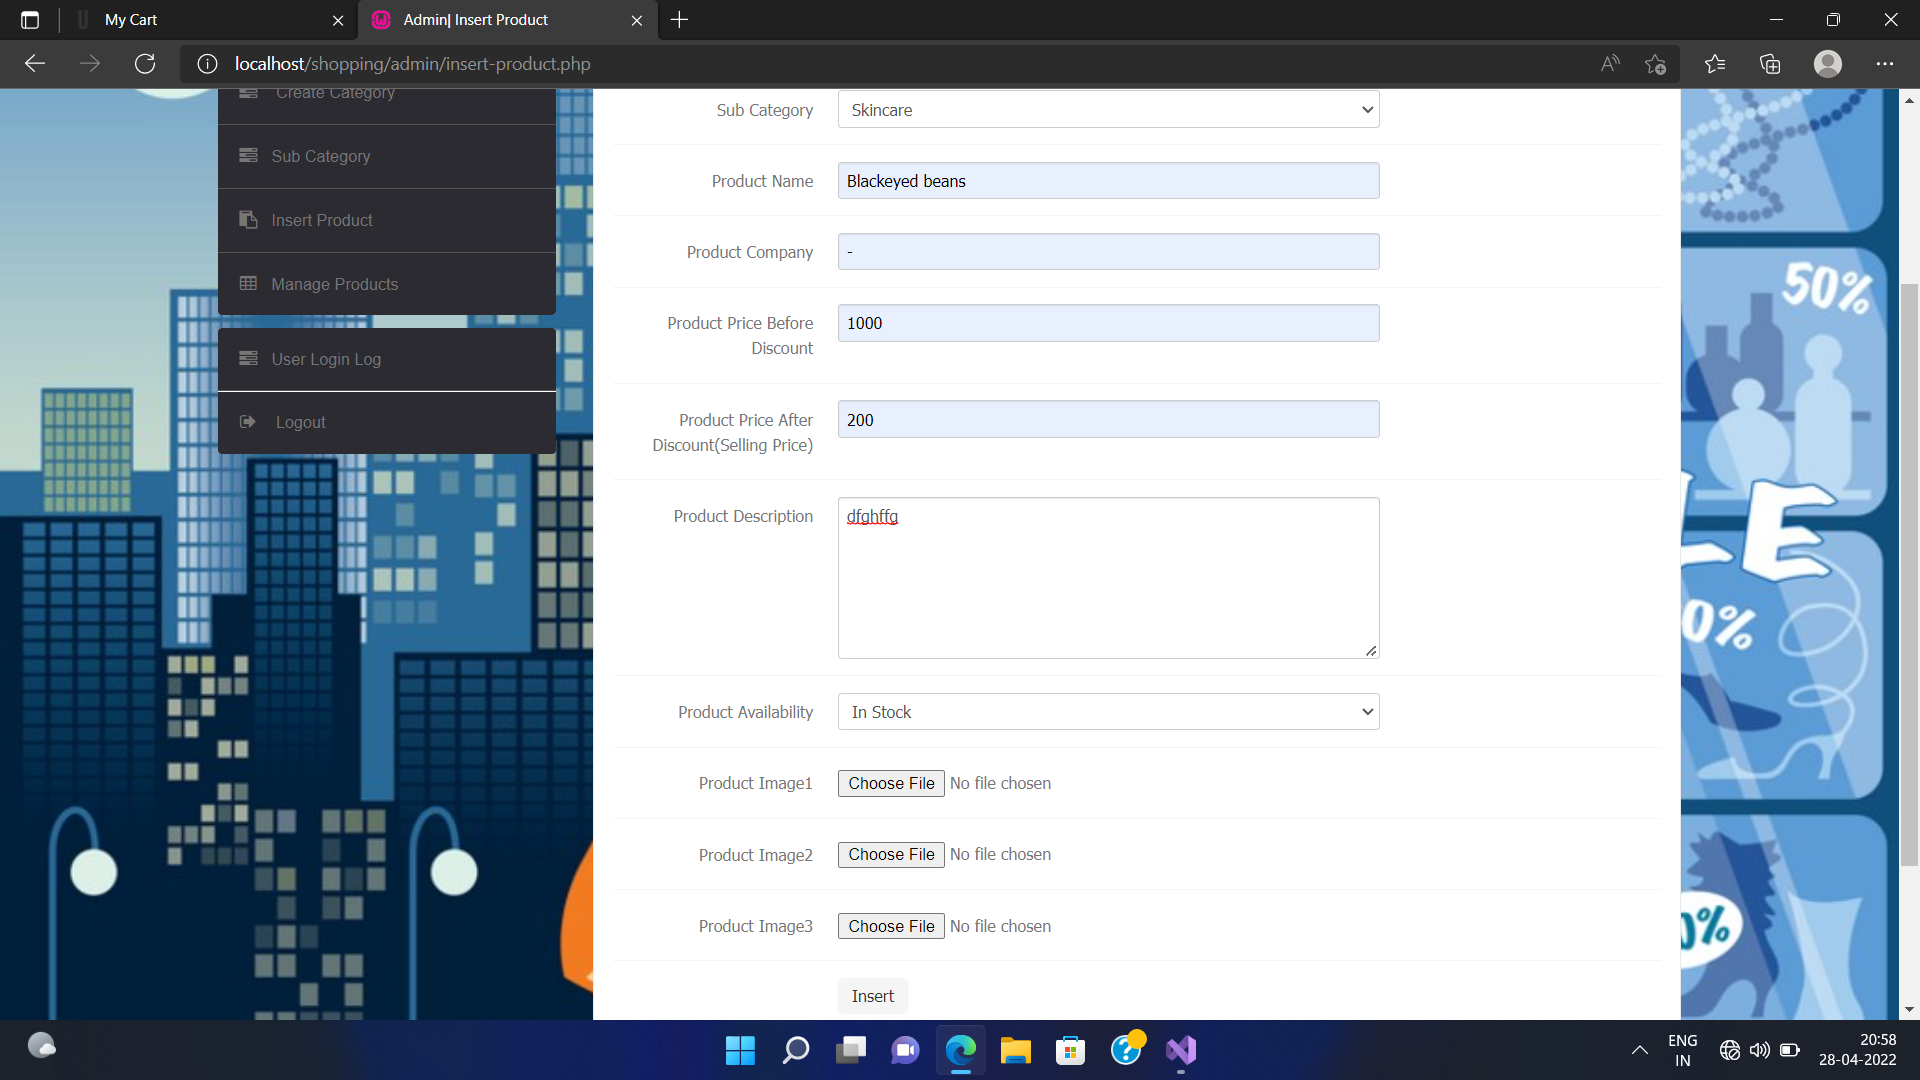 My Cart
Admin| Insert Product
localhost/shopping/admin/insert-product.php
Create Category
Sub Category
Insert Product
Manage Products
User Login Log
Logout
Sub Category
Skincare
Product Name
Blackeyed beans
Product Company
-
Product Price Before
Discount
1000
Product Price After
Discount(Selling Price)
200
Product Description
dfghffg
Product Availability
In Stock
Product Image1
Choose File No file chosen
Product Image2
Choose File No file chosen
Product Image3
Choose File No file chosen
Insert
50%
LE
0%
0%
ENG
IN
20:58
28-04-2022